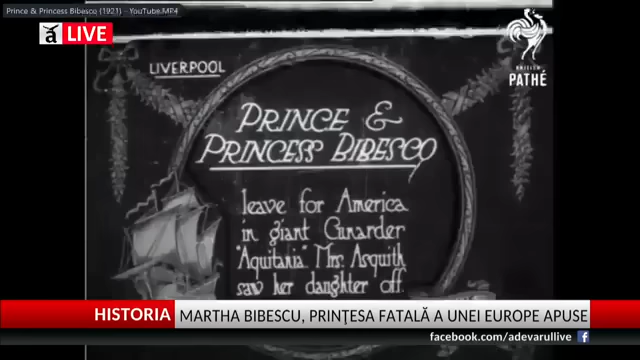 Prince & Princess Bibesco (1921) - YouTube.MP4
á LIVE
BRITISH
PATHÉ
LIVERPOOL
PRINCE &
PRINCESS BIBESCO
leave for America
in giant Cunarder
"Aquitania". Mrs. Asquith
saw her daughter off.
HISTORIA
MARTHA BIBESCU, PRINŢESA FATALĂ A UNEI EUROPE APUSE
facebook.com/adevarullive f